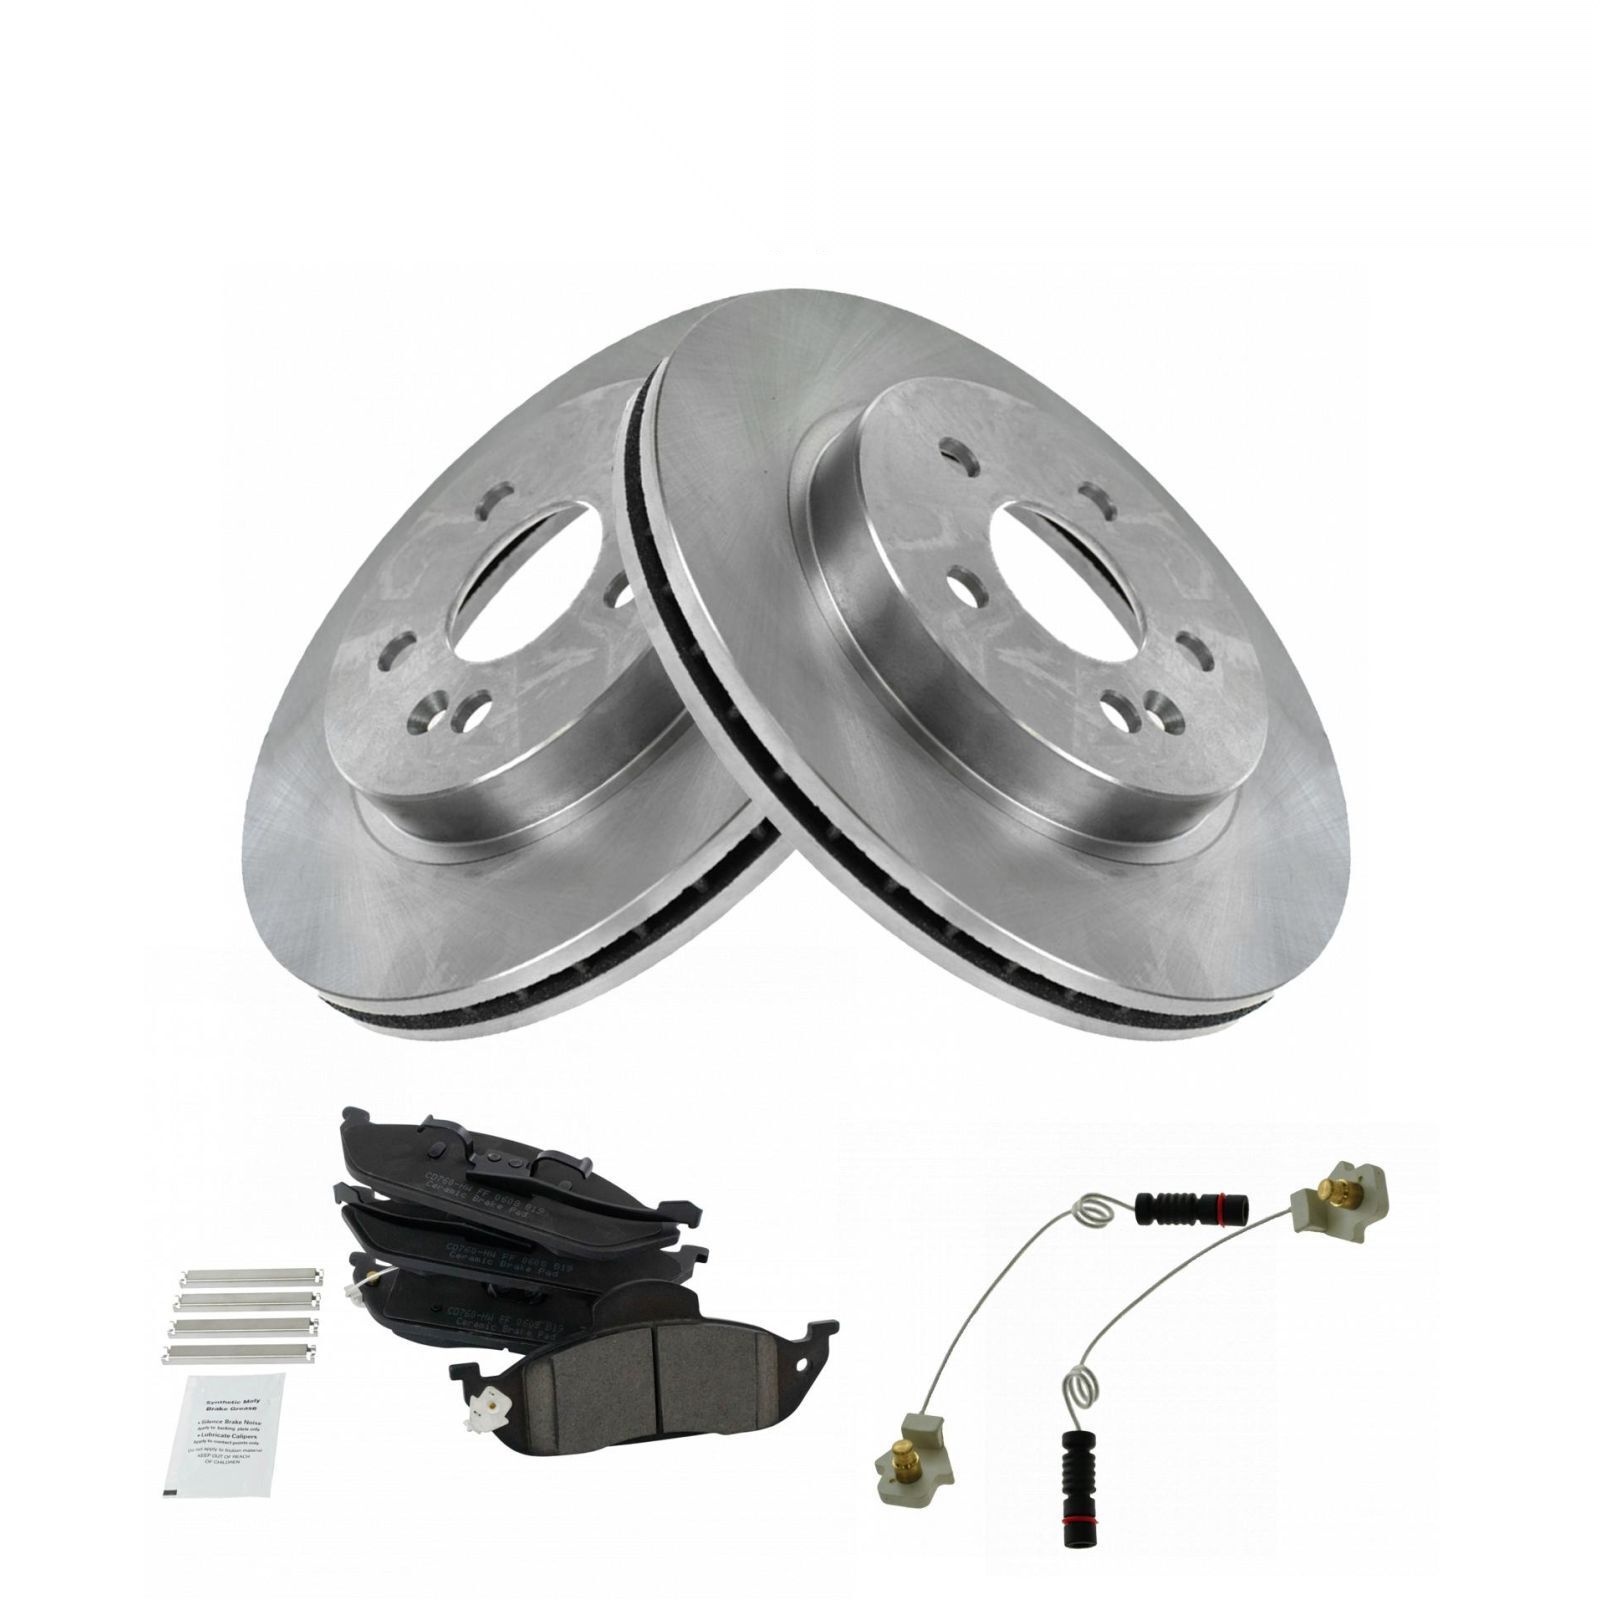 CD760-HW FF 0608 819
Ceramic Brake Pad
CD760-HW FF 0608 819
Ceramic Brake Pad
CD760-HW FF 0608 819
Ceramic Brake Pad
Synthetic Moly
Brake Grease
• Silence Brake Noise
Apply to backing plate only
• Lubricate Calipers
Apply to contact points only
Do not apply to friction material
KEEP OUT OF REACH
OF CHILDREN